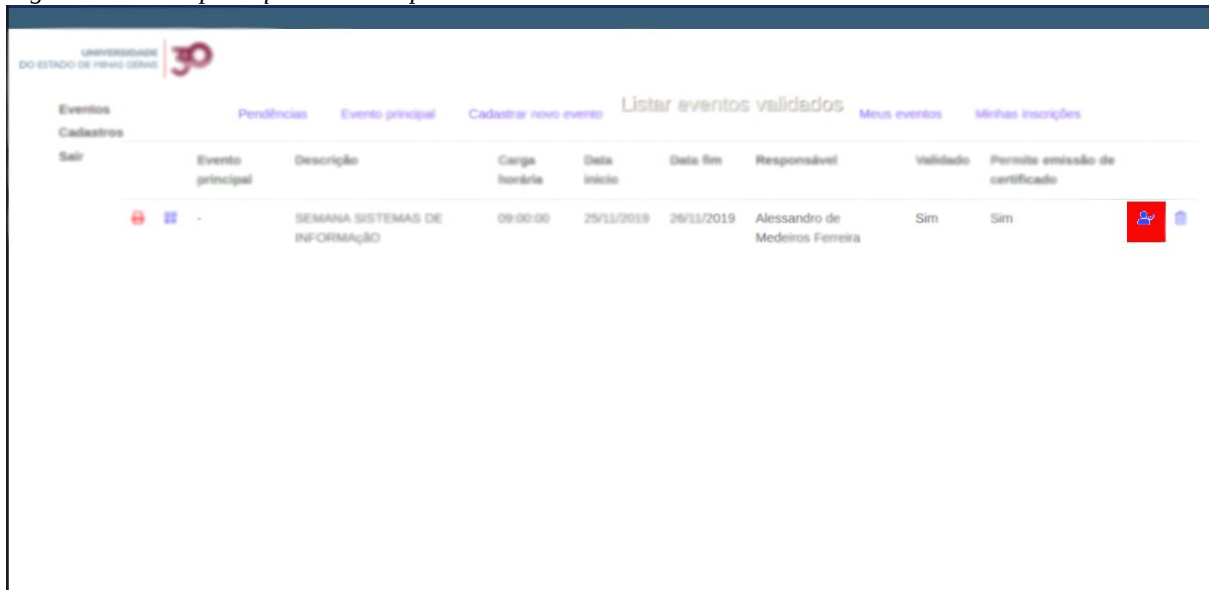 UNIVERSIDADE
DO ESTADO DE MINAS GERAIS
30
Eventos
Cadastros
Sair
Pendências Evento principal Cadastrar novo evento Listar eventos validados Meus eventos Minhas inscrições
Evento principal Descrição Carga horária Data inicio Data fim Responsável Validado Permite emissão de certificado
- SEMANA SISTEMAS DE 09:00:00 25/11/2019 26/11/2019 Alessandro de Sim Sim
INFORMAçãO Medeiros Ferreira